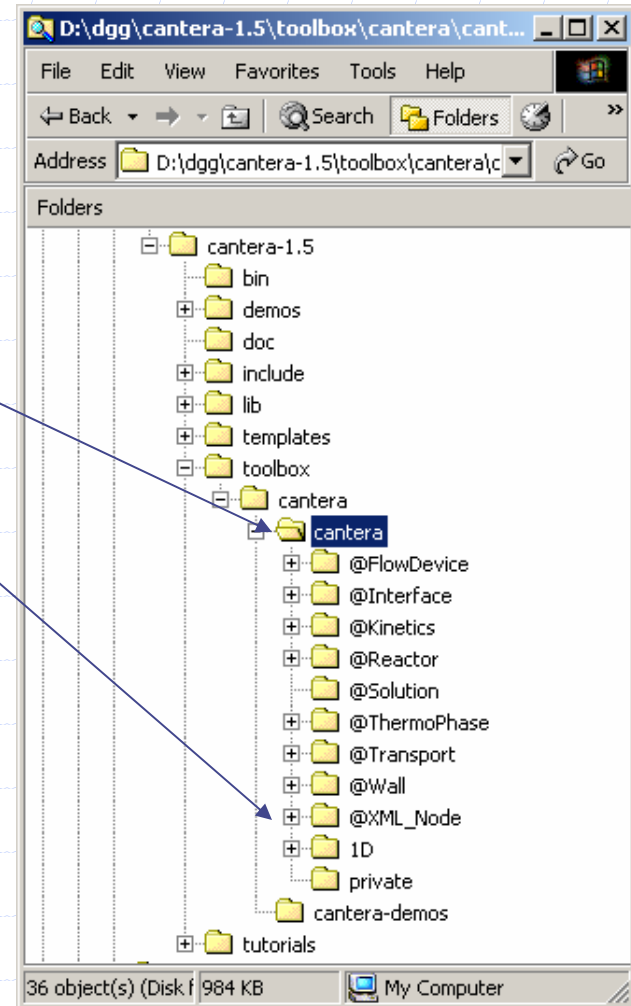 D:\dgg\cantera-1.5\toolbox\cantera\cant...
File Edit View Favorites Tools Help
Back Search Folders »
Address D:\dgg\cantera-1.5\toolbox\cantera\c Go
Folders
cantera-1.5
bin
demos
doc
include
lib
templates
toolbox
cantera
cantera
@FlowDevice
@Interface
@Kinetics
@Reactor
@Solution
@ThermoPhase
@Transport
@Wall
@XML_Node
1D
private
cantera-demos
tutorials
36 object(s) (Disk f 984 KB My Computer